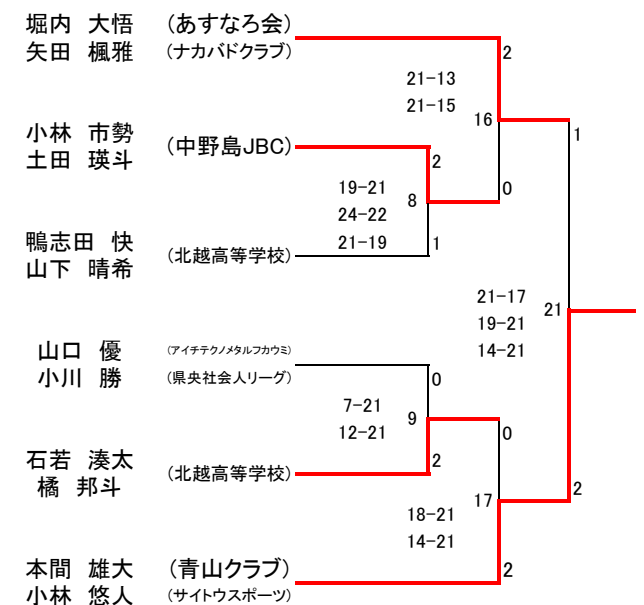 堀内 大悟 (あすなろ会)
矢田 楓雅 (ナカバドクラブ)
2
21-13
21-15
16
1
小林 市勢
土田 瑛斗
(中野島JBC)
2
0
19-21
24-22
21-19
8
鴨志田 快
山下 晴希
(北越高等学校)
1
21-17
19-21
14-21
21
山口 優 (アイチテクノメタルフカウミ)
小川 勝 (県央社会人リーグ)
0
7-21
12-21
9
0
石若 湊太
橘 邦斗
(北越高等学校)
2
17
2
18-21
14-21
本間 雄大 (青山クラブ)
小林 悠人 (サイトウスポーツ)
2